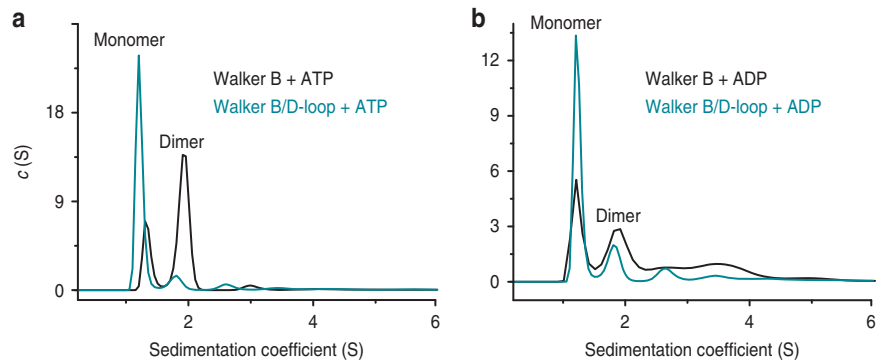 a
Monomer
Walker B + ATP
Walker B/D-loop + ATP
Dimer
c (S)
18
9
0
2
4
6
Sedimentation coefficient (S)
b
Monomer
Walker B + ADP
Walker B/D-loop + ADP
Dimer
12
9
6
3
0
2
4
6
Sedimentation coefficient (S)